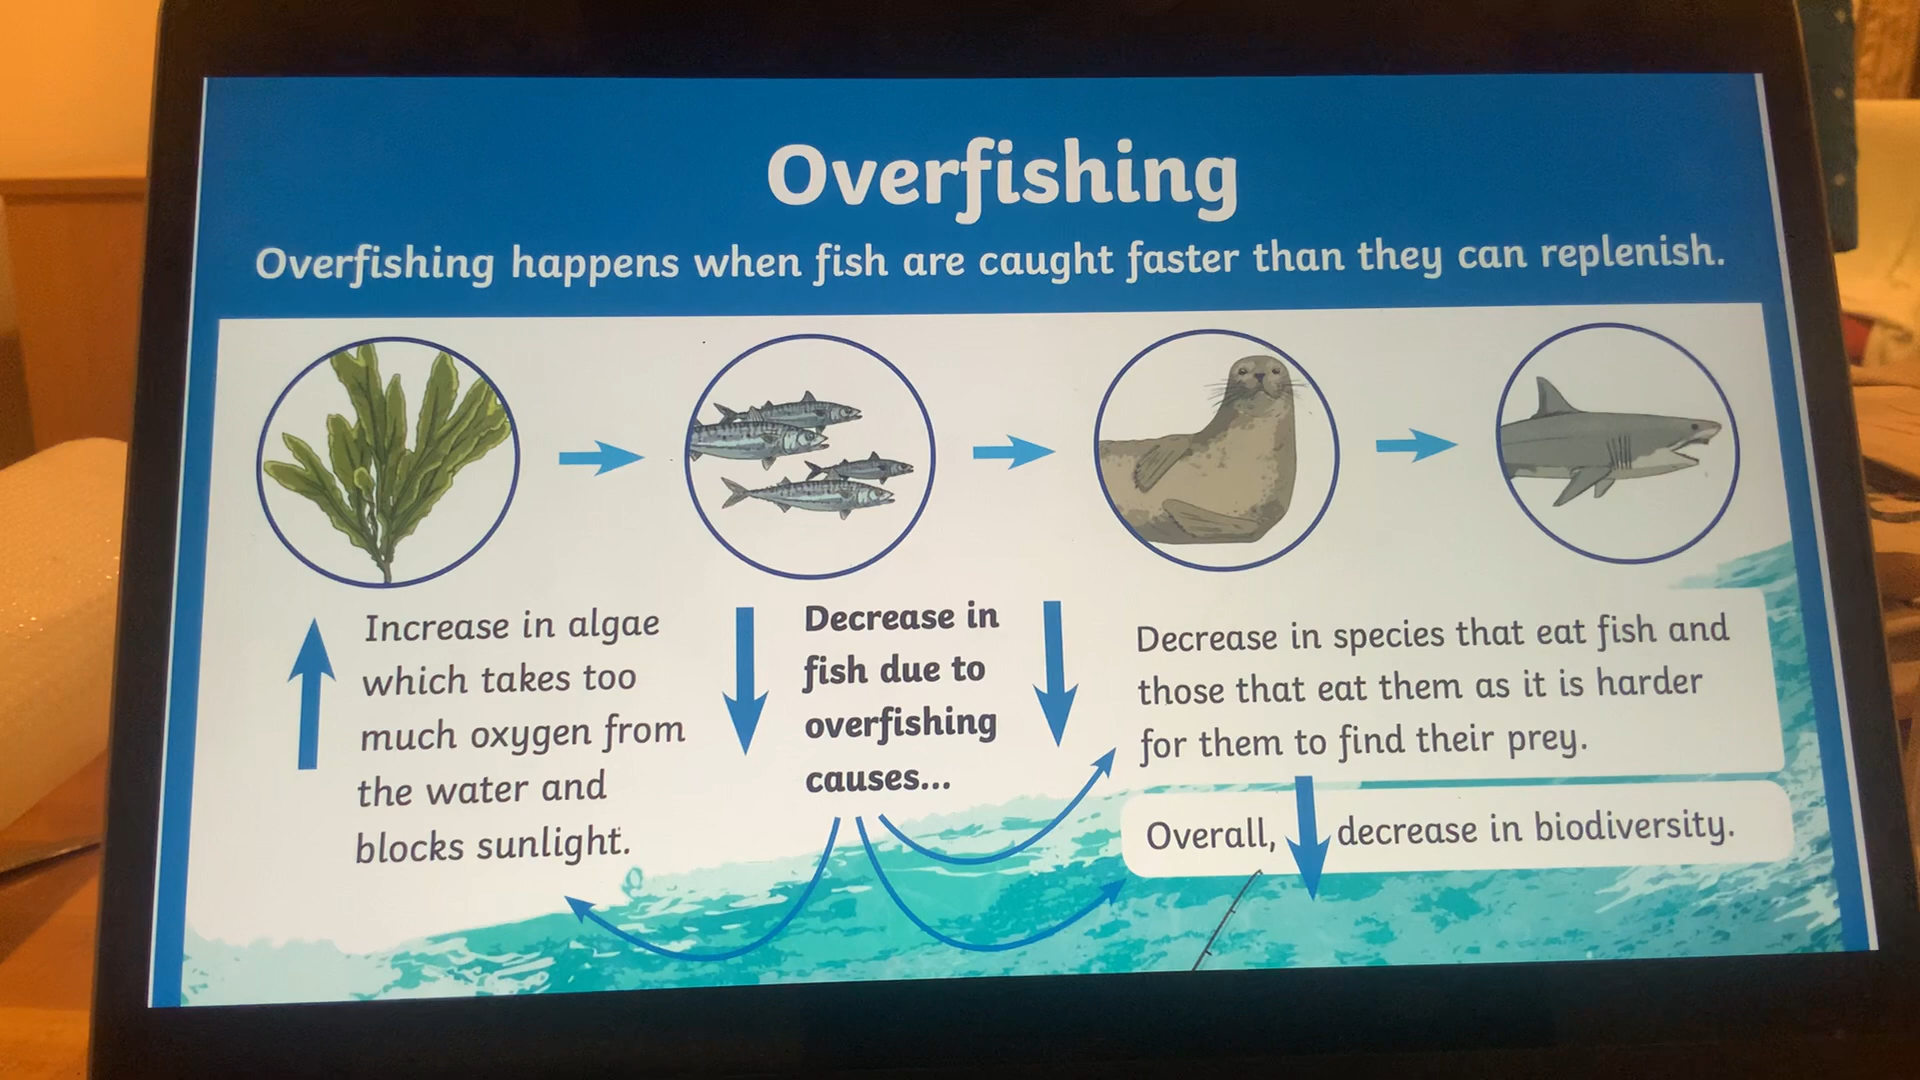 Overfishing
Overfishing happens when fish are caught faster than they can replenish.
Increase in algae
which takes too
much oxygen from
the water and
blocks sunlight.
Decrease in
fish due to
overfishing
causes...
Decrease in species that eat fish and
those that eat them as it is harder
for them to find their prey.
Overall, decrease in biodiversity.